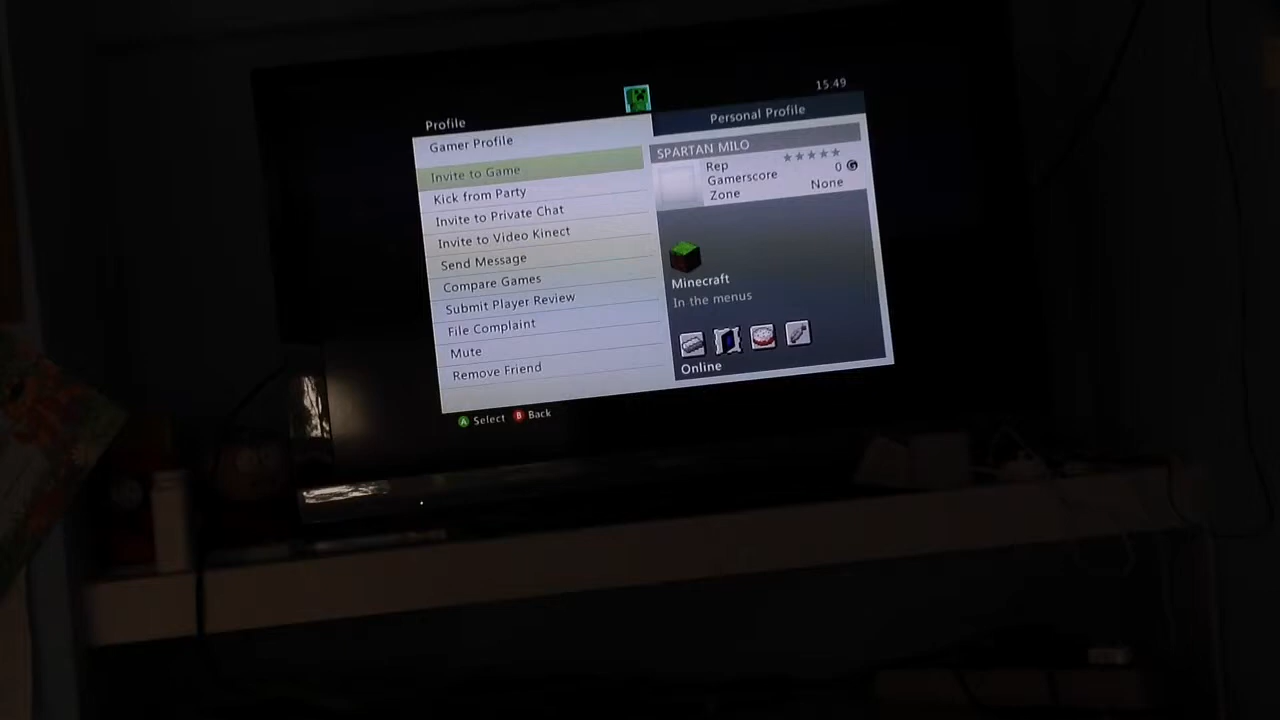 15:49
Profile
Personal Profile
Gamer Profile
Invite to Game
Kick from Party
Invite to Private Chat
Invite to Video Kinect
Send Message
Compare Games
Submit Player Review
File Complaint
Mute
Remove Friend
SPARTAN MILO
Rep
Gamerscore 0 G
Zone None
Minecraft
In the menus
Online
A Select B Back